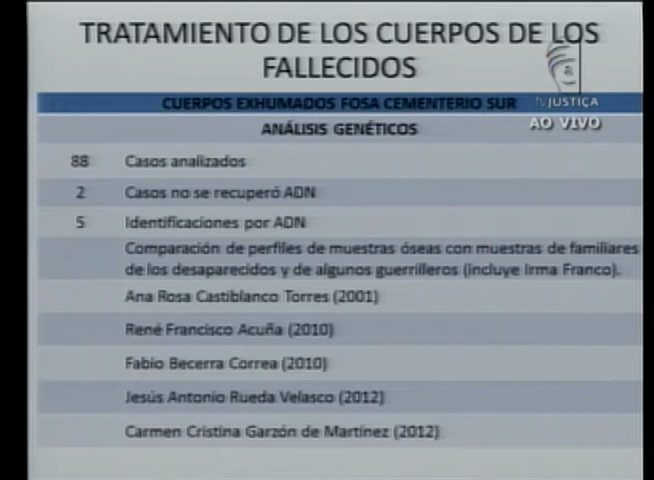 TRATAMIENTO DE LOS CUERPOS DE LOS
FALLECIDOS
CUERPOS EXHUMADOS FOSA CEMENTERIO SUR
TV JUSTIÇA
AO VIVO
ANÁLISIS GENÉTICOS
88 Casos analizados
2 Casos no se recuperó ADN
5 Identificaciones por ADN
Comparación de perfiles de muestras óseas con muestras de familiares
de los desaparecidos y de algunos guerrilleros (incluye Irma Franco).
Ana Rosa Castiblanco Torres (2001)
René Francisco Acuña (2010)
Fabio Becerra Correa (2010)
Jesús Antonio Rueda Velasco (2012)
Carmen Cristina Garzón de Martínez (2012)